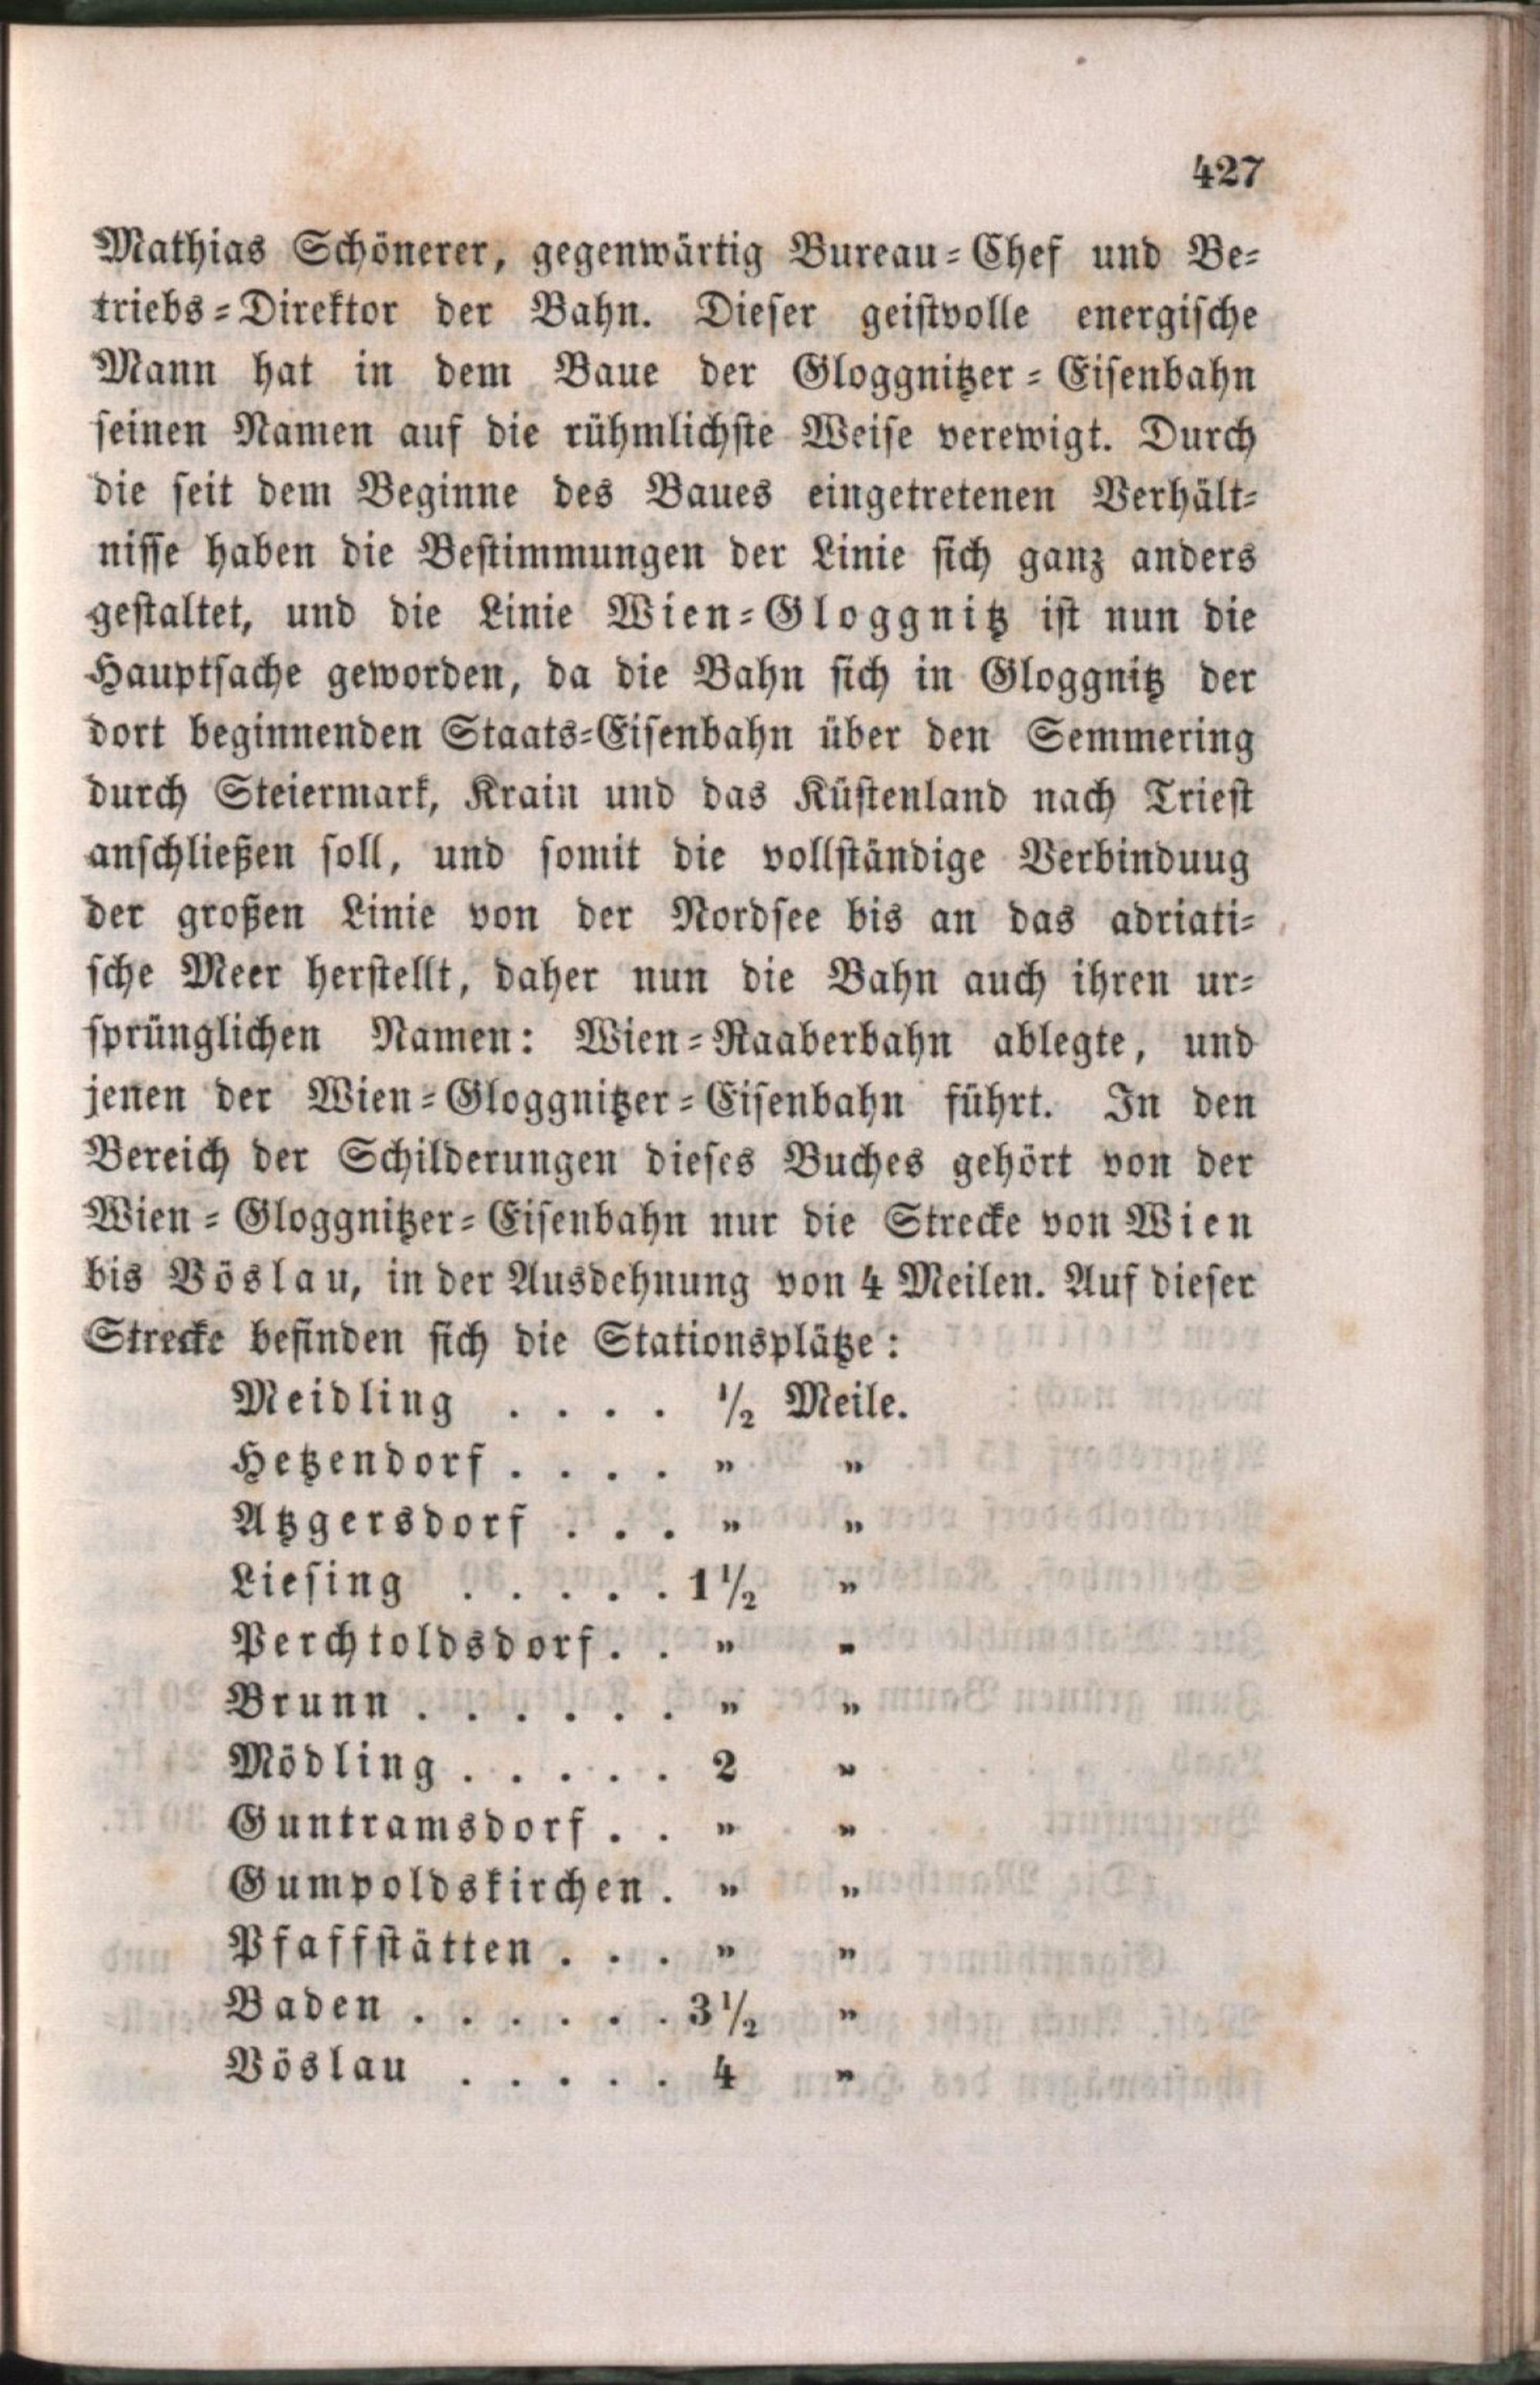 427
Mathias Schönerer, gegenwärtig Bureau-Chef und Be-
triebs-Direktor der Bahn. Dieser geistvolle energische
Mann hat in dem Baue der Gloggnitzer-Eisenbahn
seinen Namen auf die rühmlichste Weise verewigt. Durch
die seit dem Beginne des Baues eingetretenen Verhält-
nisse haben die Bestimmungen der Linie sich ganz anders
gestaltet, und die Linie Wien-Gloggnitz ist nun die
Hauptsache geworden, da die Bahn sich in Gloggnitz der
dort beginnenden Staats-Eisenbahn über den Semmering
durch Steiermark, Krain und das Küstenland nach Triest
anschließen soll, und somit die vollständige Verbinduug
der großen Linie von der Nordsee bis an das adriati-
sche Meer herstellt, daher nun die Bahn auch ihren ur-
sprünglichen Namen: Wien-Raaberbahn ablegte, und
jenen der Wien-Gloggnitzer-Eisenbahn führt. In den
Bereich der Schilderungen dieses Buches gehört von der
Wien-Gloggnitzer-Eisenbahn nur die Strecke von Wien
bis Vöslau, in der Ausdehnung von 4 Meilen. Auf dieser
Strecke befinden sich die Stationsplätze:
Meidling . . . . 1/2 Meile.
Hetzendorf . . . . " "
Atzgersdorf . . . " "
Liesing . . . . . 1 1/2 "
Perchtoldsdorf . . " "
Brunn . . . . . . " "
Mödling . . . . . 2 "
Guntramsdorf . . " "
Gumpoldskirchen . " "
Pfaffstätten . . . " "
Baden . . . . . . 3 1/2 "
Vöslau . . . . . 4 "